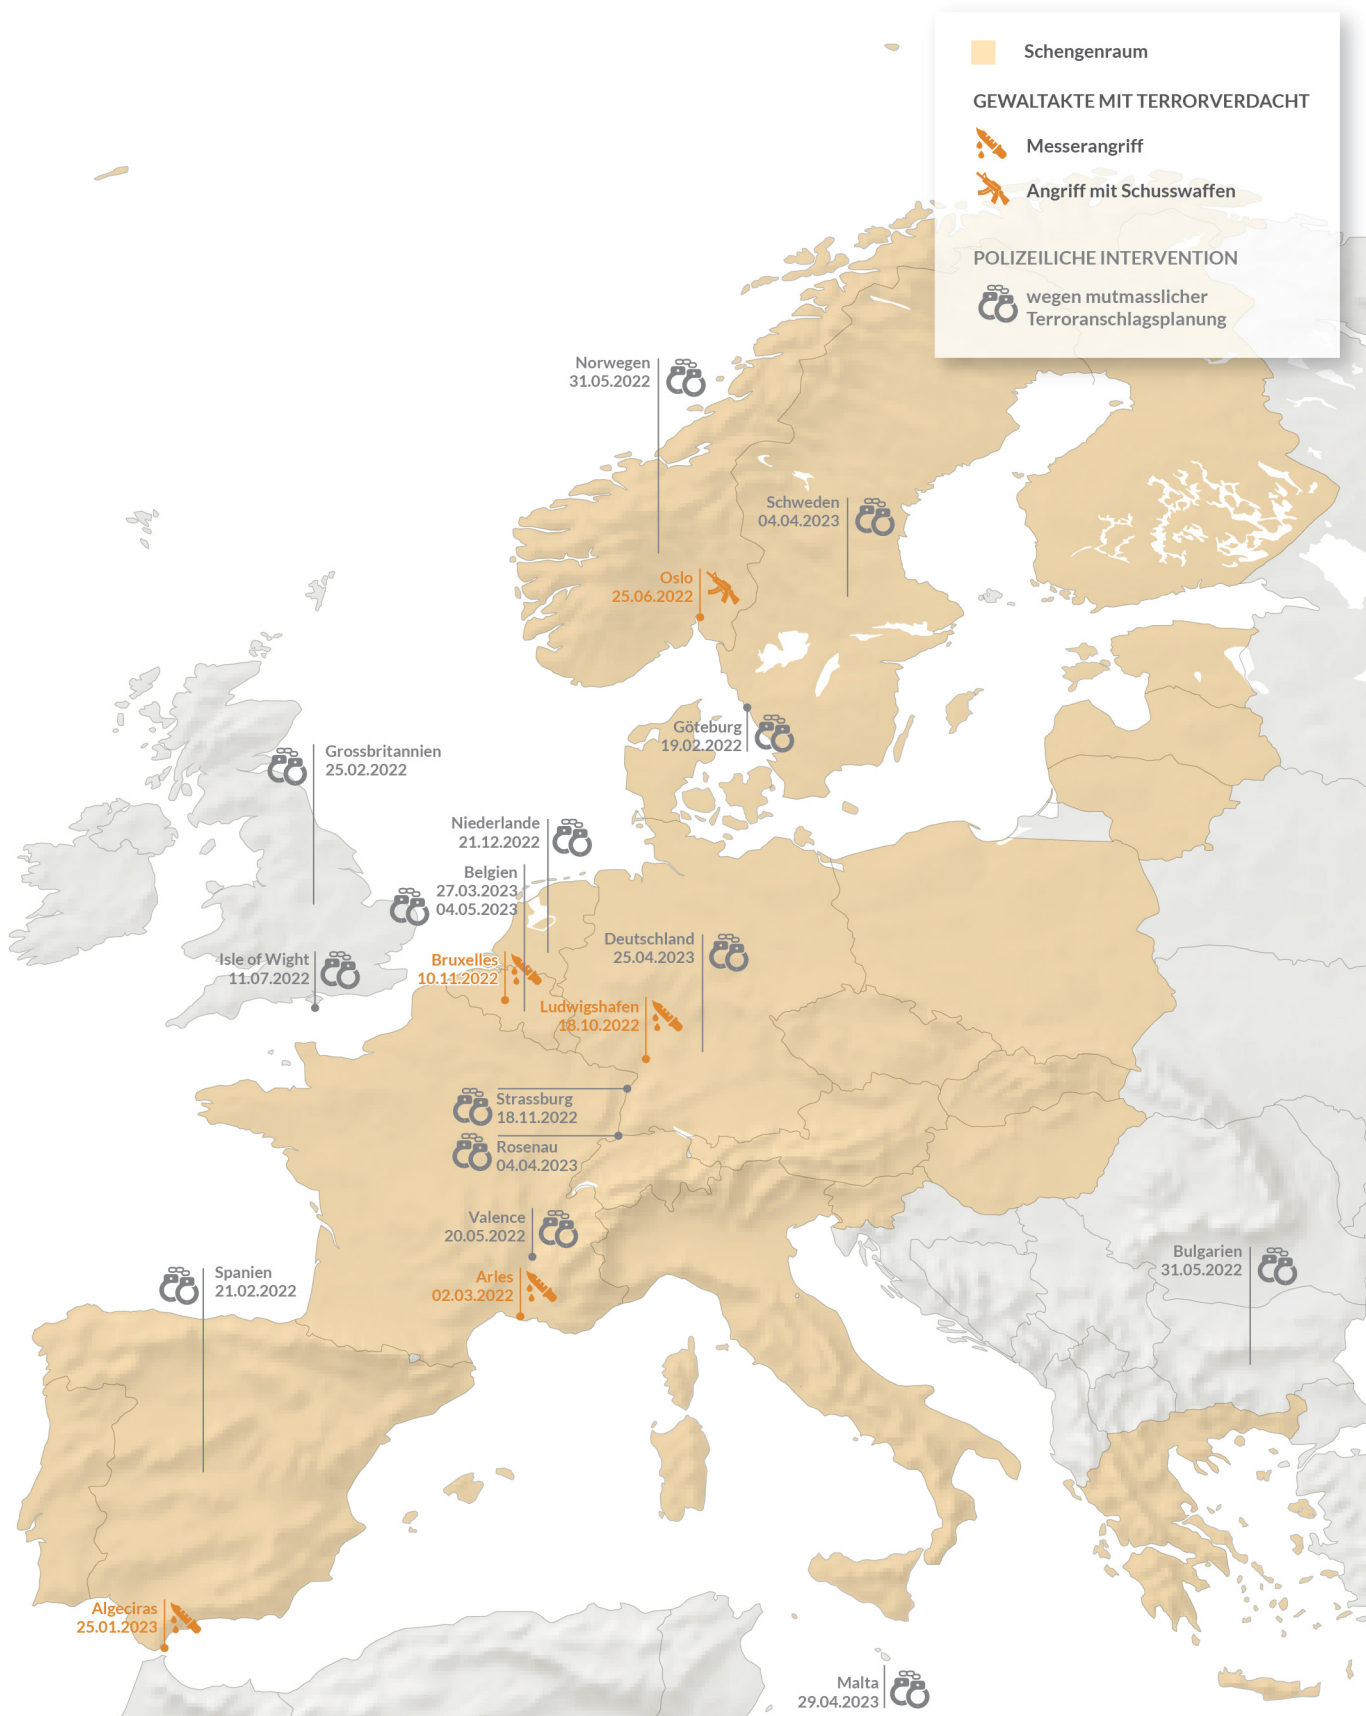 Schengenraum
GEWALTAKTE MIT TERRORVERDACHT
Messerangriff
Angriff mit Schusswaffen
POLIZEILICHE INTERVENTION
wegen mutmasslicher
Terroranschlagsplanung
Norwegen
31.05.2022
Schweden
04.04.2023
Oslo
25.06.2022
Göteburg
19.02.2022
Grossbritannien
25.02.2022
Niederlande
21.12.2022
Belgien
27.03.2023
04.05.2023
Deutschland
25.04.2023
Isle of Wight
11.07.2022
Bruxelles
10.11.2022
Ludwigshafen
18.10.2022
Strassburg
18.11.2022
Rosenau
04.04.2023
Valence
20.05.2022
Arles
02.03.2022
Spanien
21.02.2022
Bulgarien
31.05.2022
Algeciras
25.01.2023
Malta
29.04.2023